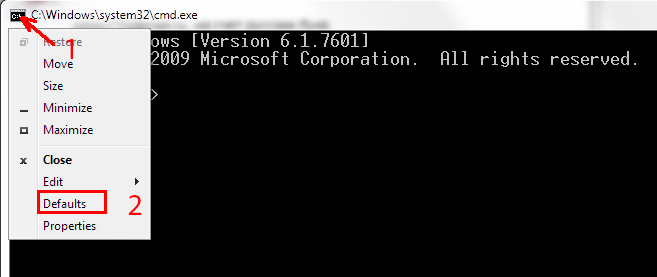 C:\Windows\system32\cmd.exe
1
Restore
Move
Size
Minimize
Maximize
Close
Edit
Defaults
2
Properties
ows [Version 6.1.7601]
2009 Microsoft Corporation. All rights reserved.
>